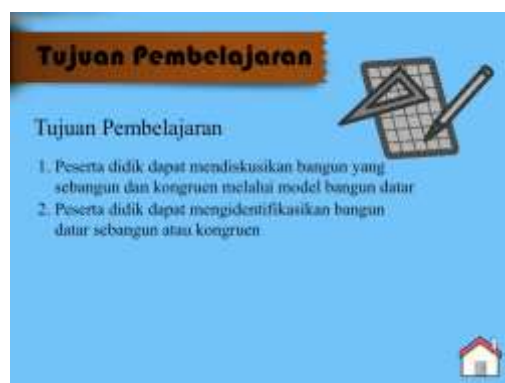 Tujuan Pembelajaran
Tujuan Pembelajaran
1. Peserta didik dapat mendiskusikan bangun yang
sebangun dan kongruen melalui model bangun datar
2. Peserta didik dapat mengidentifikasikan bangun
datar sebangun atau kongruen